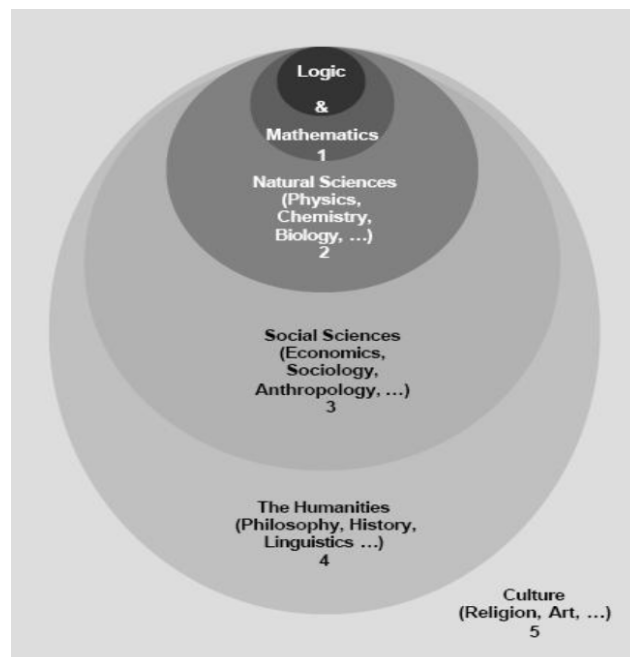 Logic
&
Mathematics
1
Natural Sciences
(Physics,
Chemistry,
Biology, ...)
2
Social Sciences
(Economics,
Sociology,
Anthropology, ...)
3
The Humanities
(Philosophy, History,
Linguistics ...)
4
Culture
(Religion, Art, ...)
5